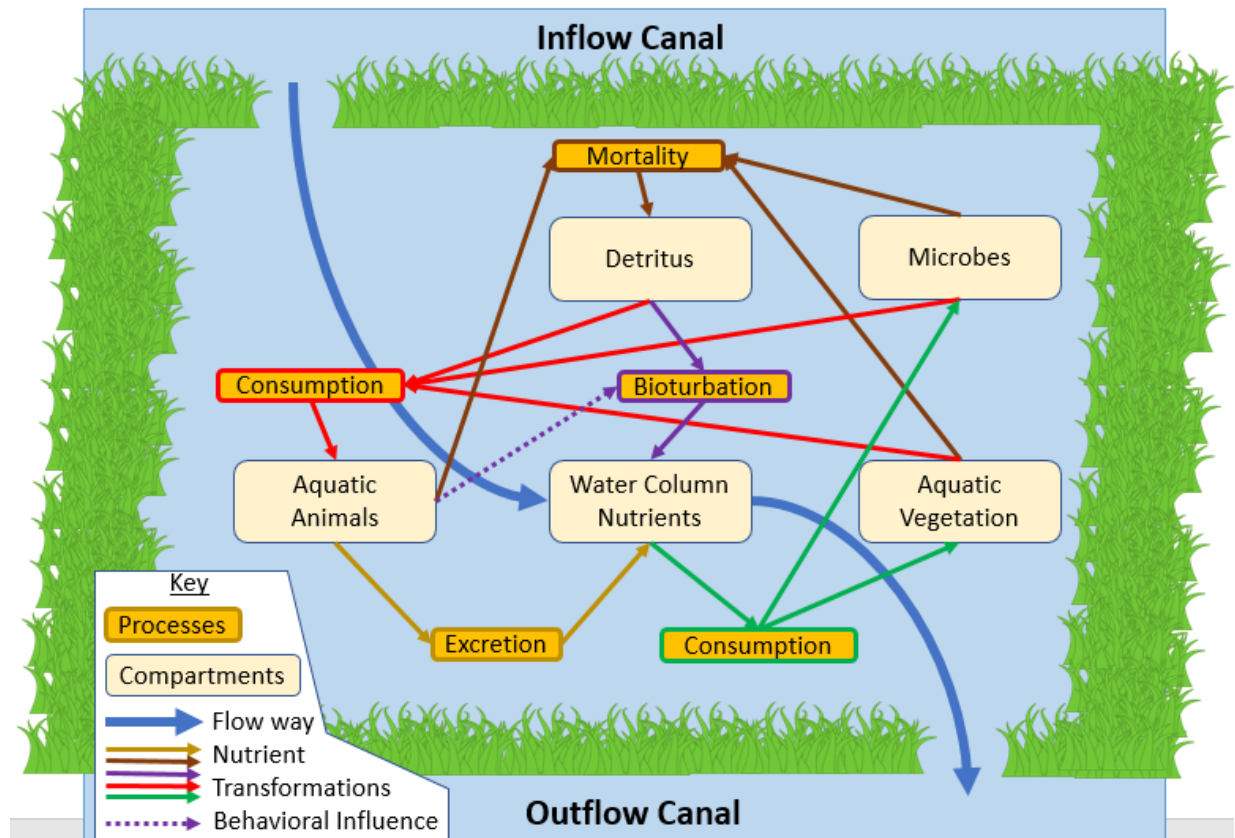 Inflow Canal
Mortality
Detritus
Microbes
Consumption
Bioturbation
Aquatic
Animals
Water Column
Nutrients
Aquatic
Vegetation
Excretion
Consumption
Key
Processes
Compartments
Flow way
Nutrient
Transformations
Behavioral Influence
Outflow Canal